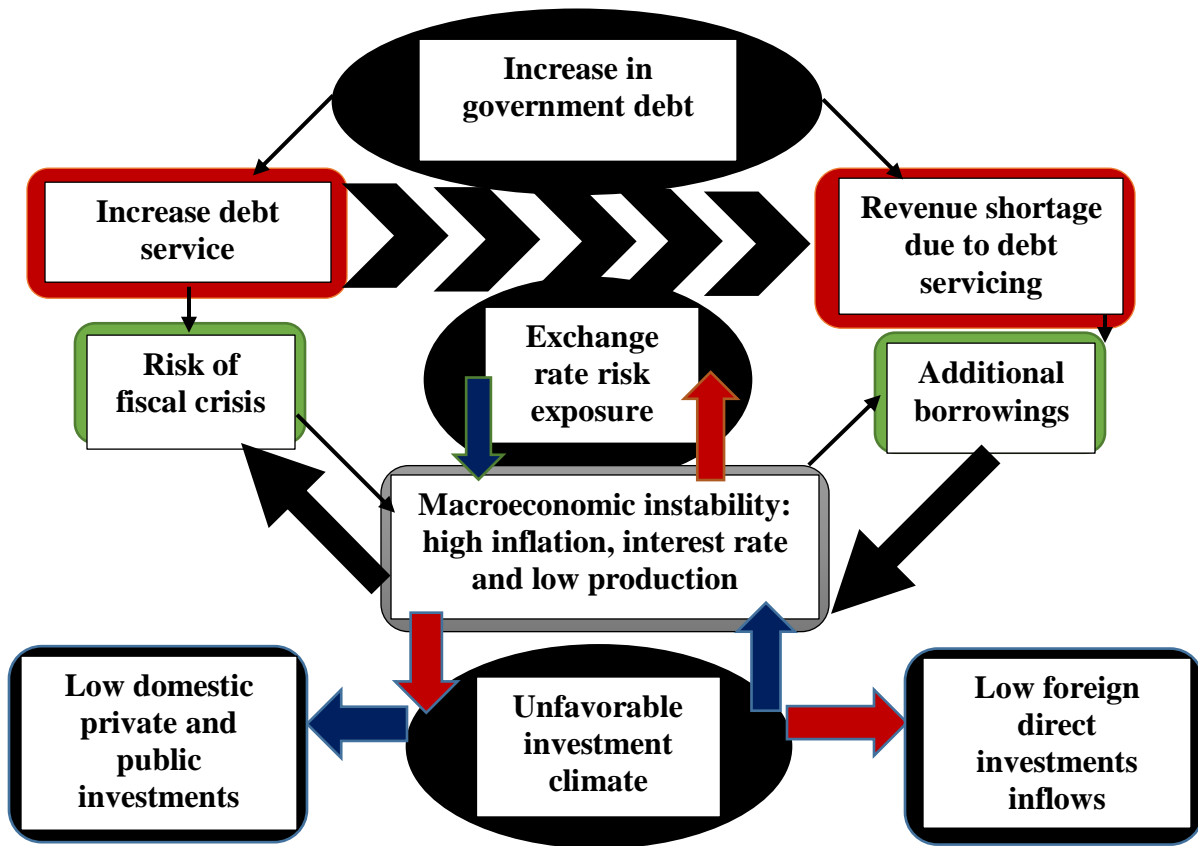 Increase in
government debt
Increase debt
service
Revenue shortage
due to debt
servicing
Risk of
fiscal crisis
Exchange
rate risk
exposure
Additional
borrowings
Macroeconomic instability:
high inflation, interest rate
and low production
Low domestic
private and
public
investments
Unfavorable
investment
climate
Low foreign
direct
investments
inflows